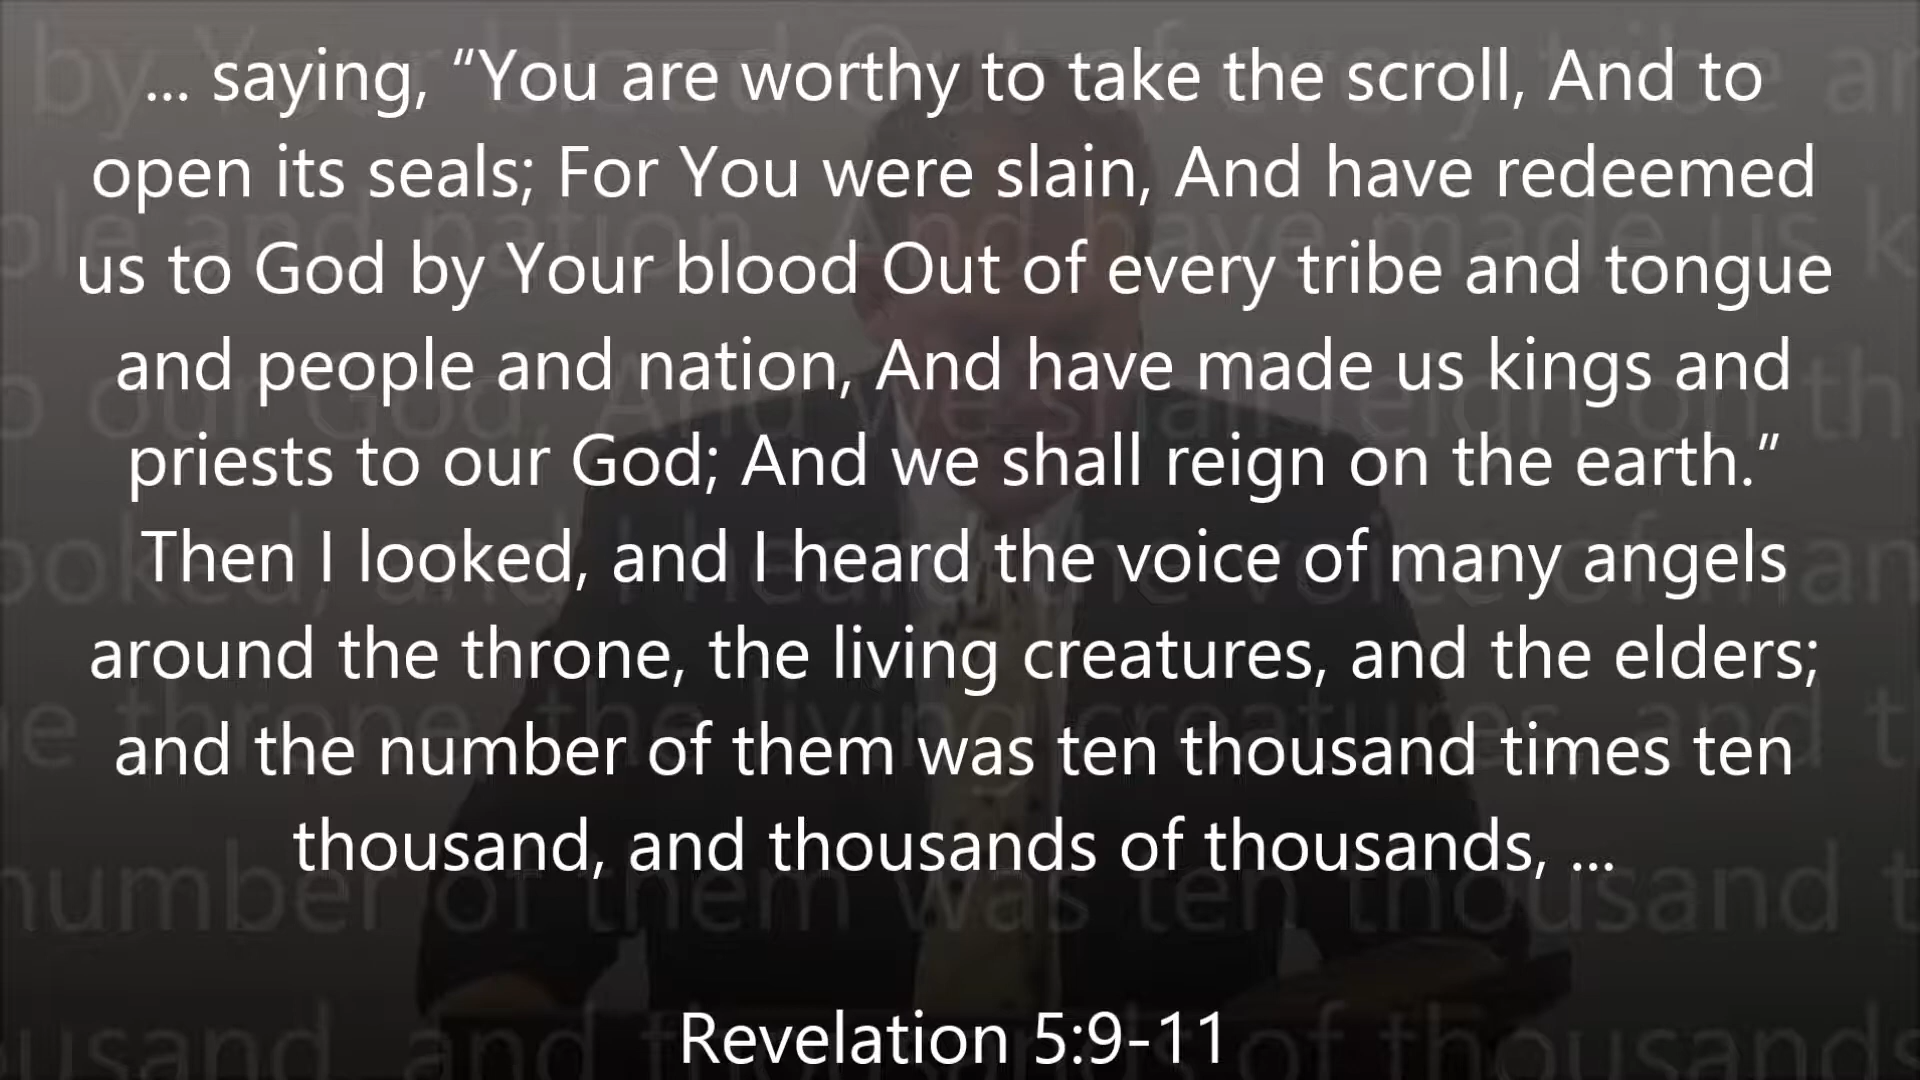 ... saying, “You are worthy to take the scroll, And to
open its seals; For You were slain, And have redeemed
us to God by Your blood Out of every tribe and tongue
and people and nation, And have made us kings and
priests to our God; And we shall reign on the earth.”
Then I looked, and I heard the voice of many angels
around the throne, the living creatures, and the elders;
and the number of them was ten thousand times ten
thousand, and thousands of thousands, ...
Revelation 5:9-11